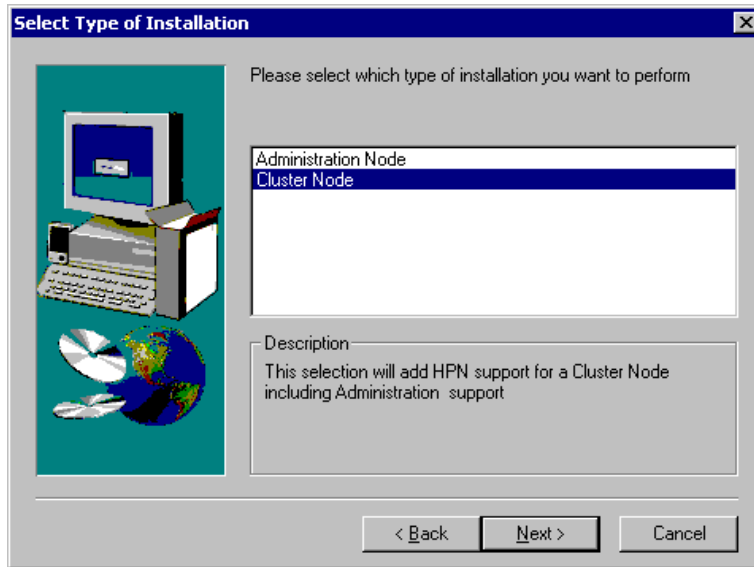 Select Type of Installation
Please select which type of installation you want to perform
Administration Node
Cluster Node
Description
This selection will add HPN support for a Cluster Node
including Administration  support
< Back
Next >
Cancel